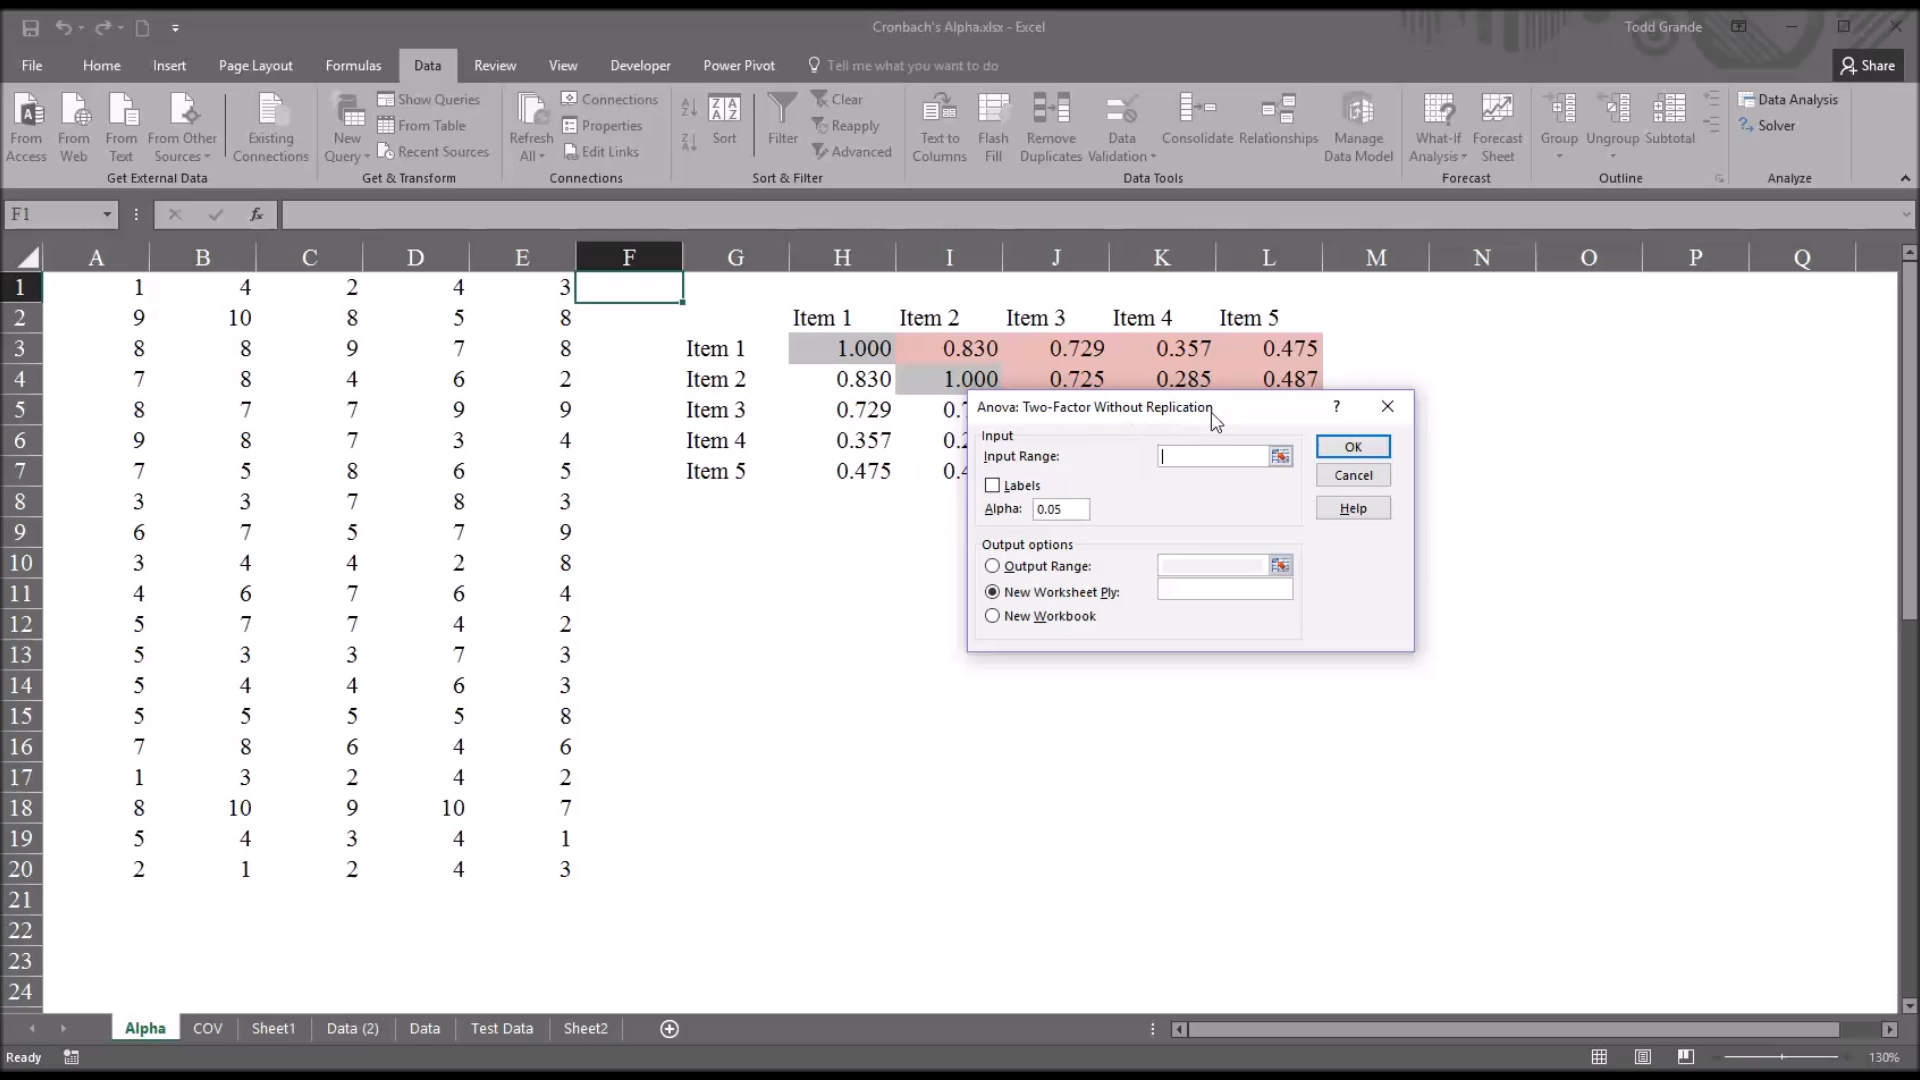 Cronbach's Alpha.xlsx - Excel
Todd Grande
File Home Insert Page Layout Formulas Data Review View Developer Power Pivot Tell me what you want to do Share
From Access
From Web
From Text
From Other Sources
Existing Connections
Get External Data
New Query
Show Queries
From Table
Recent Sources
Get & Transform
Refresh All
Connections
Properties
Edit Links
Connections
Sort
Filter
Clear
Reapply
Advanced
Sort & Filter
Text to Columns
Flash Fill
Remove Duplicates
Data Validation
Consolidate
Relationships
Manage Data Model
Data Tools
What-If Analysis
Forecast Sheet
Forecast
Group
Ungroup
Subtotal
Outline
Data Analysis
Solver
Analyze
F1
fx
A B C D E F G H I J K L M N O P Q
1 1 4 2 4 3
2 9 10 8 5 8 Item 1 Item 2 Item 3 Item 4 Item 5
3 8 8 9 7 8 Item 1 1.000 0.830 0.729 0.357 0.475
4 7 8 4 6 2 Item 2 0.830 1.000 0.725 0.285 0.487
5 8 7 7 9 9 Item 3 0.729
6 9 8 7 3 4 Item 4 0.357
7 7 5 8 6 5 Item 5 0.475
8 3 3 7 8 3
9 6 7 5 7 9
10 3 4 4 2 8
11 4 6 7 6 4
12 5 7 7 4 2
13 5 3 3 7 3
14 5 4 4 6 3
15 5 5 5 5 8
16 7 8 6 4 6
17 1 3 2 4 2
18 8 10 9 10 7
19 5 4 3 4 1
20 2 1 2 4 3
21
22
23
24
Anova: Two-Factor Without Replication ?
Input
Input Range:
Labels
Alpha: 0.05
Output options
Output Range:
New Worksheet Ply:
New Workbook
OK
Cancel
Help
Alpha COV Sheet1 Data (2) Data Test Data Sheet2
Ready
130%